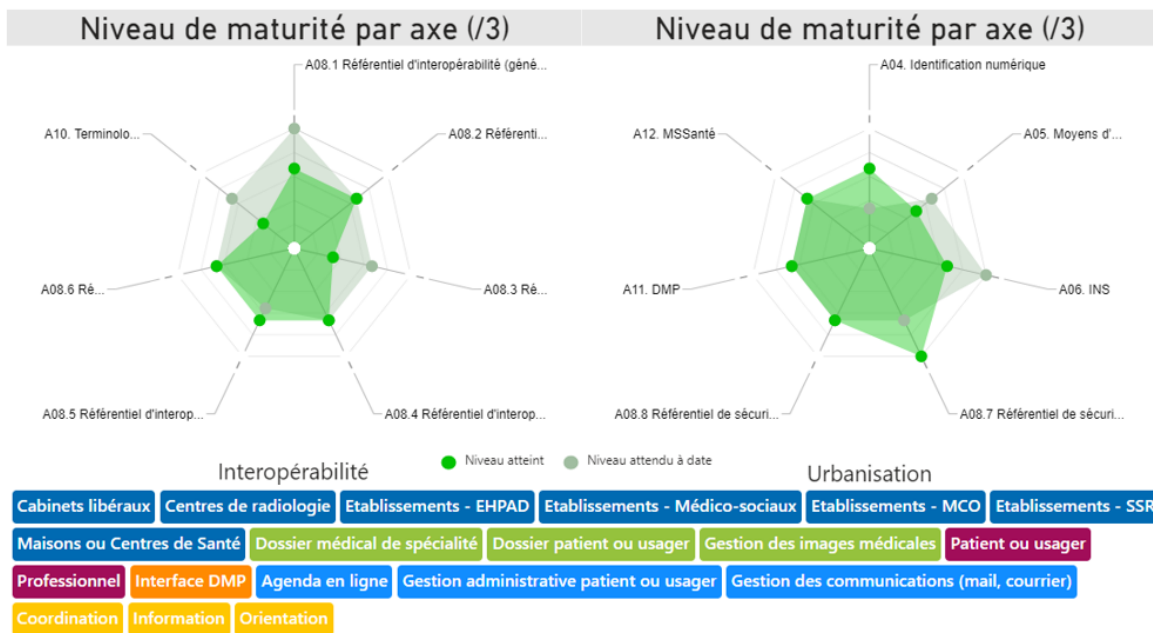 Niveau de maturité par axe (/3)
A08.1 Référentiel d'interopérabilité (géné...
A10. Terminolo...
A08.2 Référenti...
A08.6 Ré...
A08.3 Ré...
A08.5 Référentiel d'interop...
A08.4 Référentiel d'interop...
Niveau de maturité par axe (/3)
A04. Identification numérique
A12. MSSanté
A05. Moyens d'...
A11. DMP
A06. INS
A08.8 Référentiel de sécuri...
A08.7 Référentiel de sécuri...
Interopérabilité
Niveau atteint
Niveau attendu à date
Urbanisation
Cabinets libéraux Centres de radiologie Etablissements - EHPAD Etablissements - Médico-sociaux Etablissements - MCO Etablissements - SSR
Maisons ou Centres de Santé Dossier médical de spécialité Dossier patient ou usager Gestion des images médicales Patient ou usager
Professionnel Interface DMP Agenda en ligne Gestion administrative patient ou usager Gestion des communications (mail, courrier)
Coordination Information Orientation